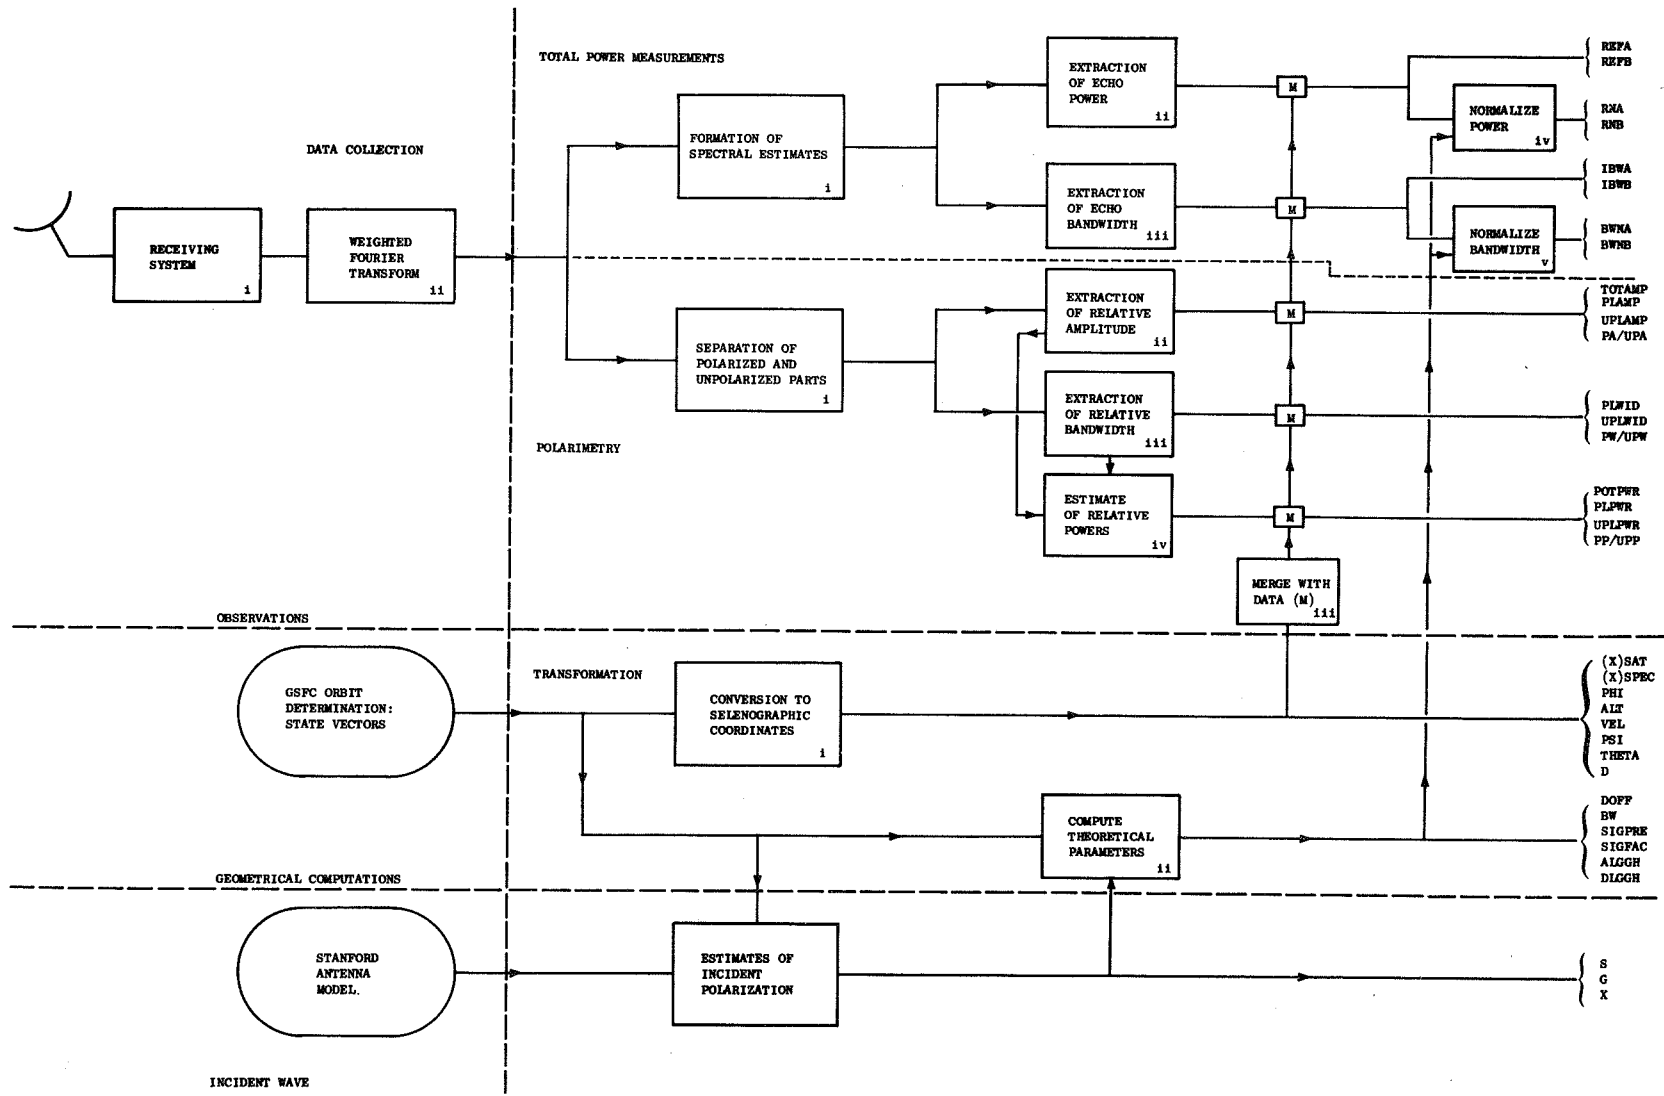 TOTAL POWER MEASUREMENTS
DATA COLLECTION
RECEIVING
SYSTEM
i
WEIGHTED
FOURIER
TRANSFORM
ii
FORMATION OF
SPECTRAL ESTIMATES
i
EXTRACTION
OF ECHO
POWER
ii
M
REFA
REFB
NORMALIZE
POWER
iv
RNA
RNB
EXTRACTION
OF ECHO
BANDWIDTH
iii
M
IBWA
IBWB
NORMALIZE
BANDWIDTH
v
BWNA
BWNB
POLARIMETRY
SEPARATION OF
POLARIZED AND
UNPOLARIZED PARTS
i
EXTRACTION
OF RELATIVE
AMPLITUDE
ii
M
TOTAMP
PLAMP
UPLAMP
PA/UPA
EXTRACTION
OF RELATIVE
BANDWIDTH
iii
M
PLWID
UPLWID
PW/UPW
ESTIMATE
OF RELATIVE
POWERS
iv
M
POTPWR
PLPWR
UPLPWR
PP/UPP
MERGE WITH
DATA (M)
iii
OBSERVATIONS
GSFC ORBIT
DETERMINATION:
STATE VECTORS
TRANSFORMATION
CONVERSION TO
SELENOGRAPHIC
COORDINATES
i
(X)SAT
(X)SPEC
PHI
ALT
VEL
PSI
THETA
D
COMPUTE
THEORETICAL
PARAMETERS
ii
DOFF
BW
SIGPRE
SIGFAC
ALGGH
DLGGH
GEOMETRICAL COMPUTATIONS
STANFORD
ANTENNA
MODEL.
ESTIMATES OF
INCIDENT
POLARIZATION
S
G
X
INCIDENT WAVE